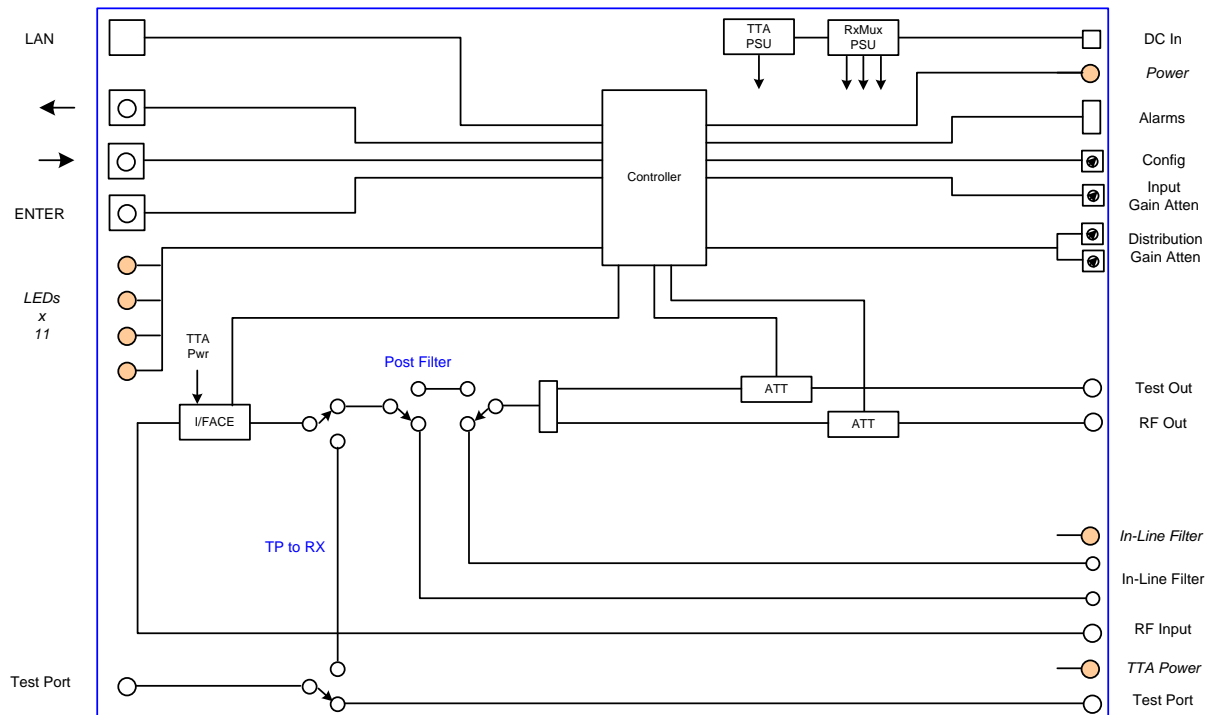 LAN
TTA
PSU
RxMux
PSU
DC In
Power
Alarms
Controller
Config
Input
Gain Atten
ENTER
Distribution
Gain Atten
LEDs
x
11
TTA
Pwr
Post Filter
ATT
Test Out
I/FACE
ATT
RF Out
In-Line Filter
TP to RX
In-Line Filter
RF Input
TTA Power
Test Port
Test Port